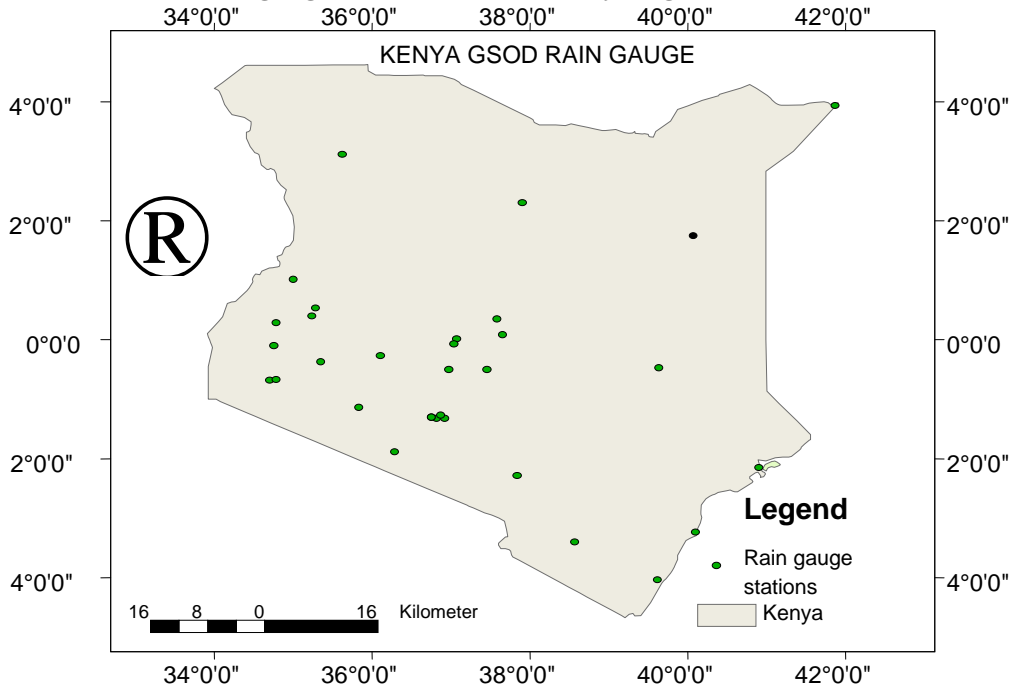 34°0'0" 36°0'0" 38°0'0" 40°0'0" 42°0'0"
KENYA GSOD RAIN GAUGE
4°0'0" 4°0'0"
2°0'0" 2°0'0"
®
0°0'0 0°0'0
2°0'0" 2°0'0"
Legend
Rain gauge
stations
4°0'0" 4°0'0"
Kenya
16 8 0 16 Kilometer
34°0'0" 36°0'0" 38°0'0" 40°0'0" 42°0'0"